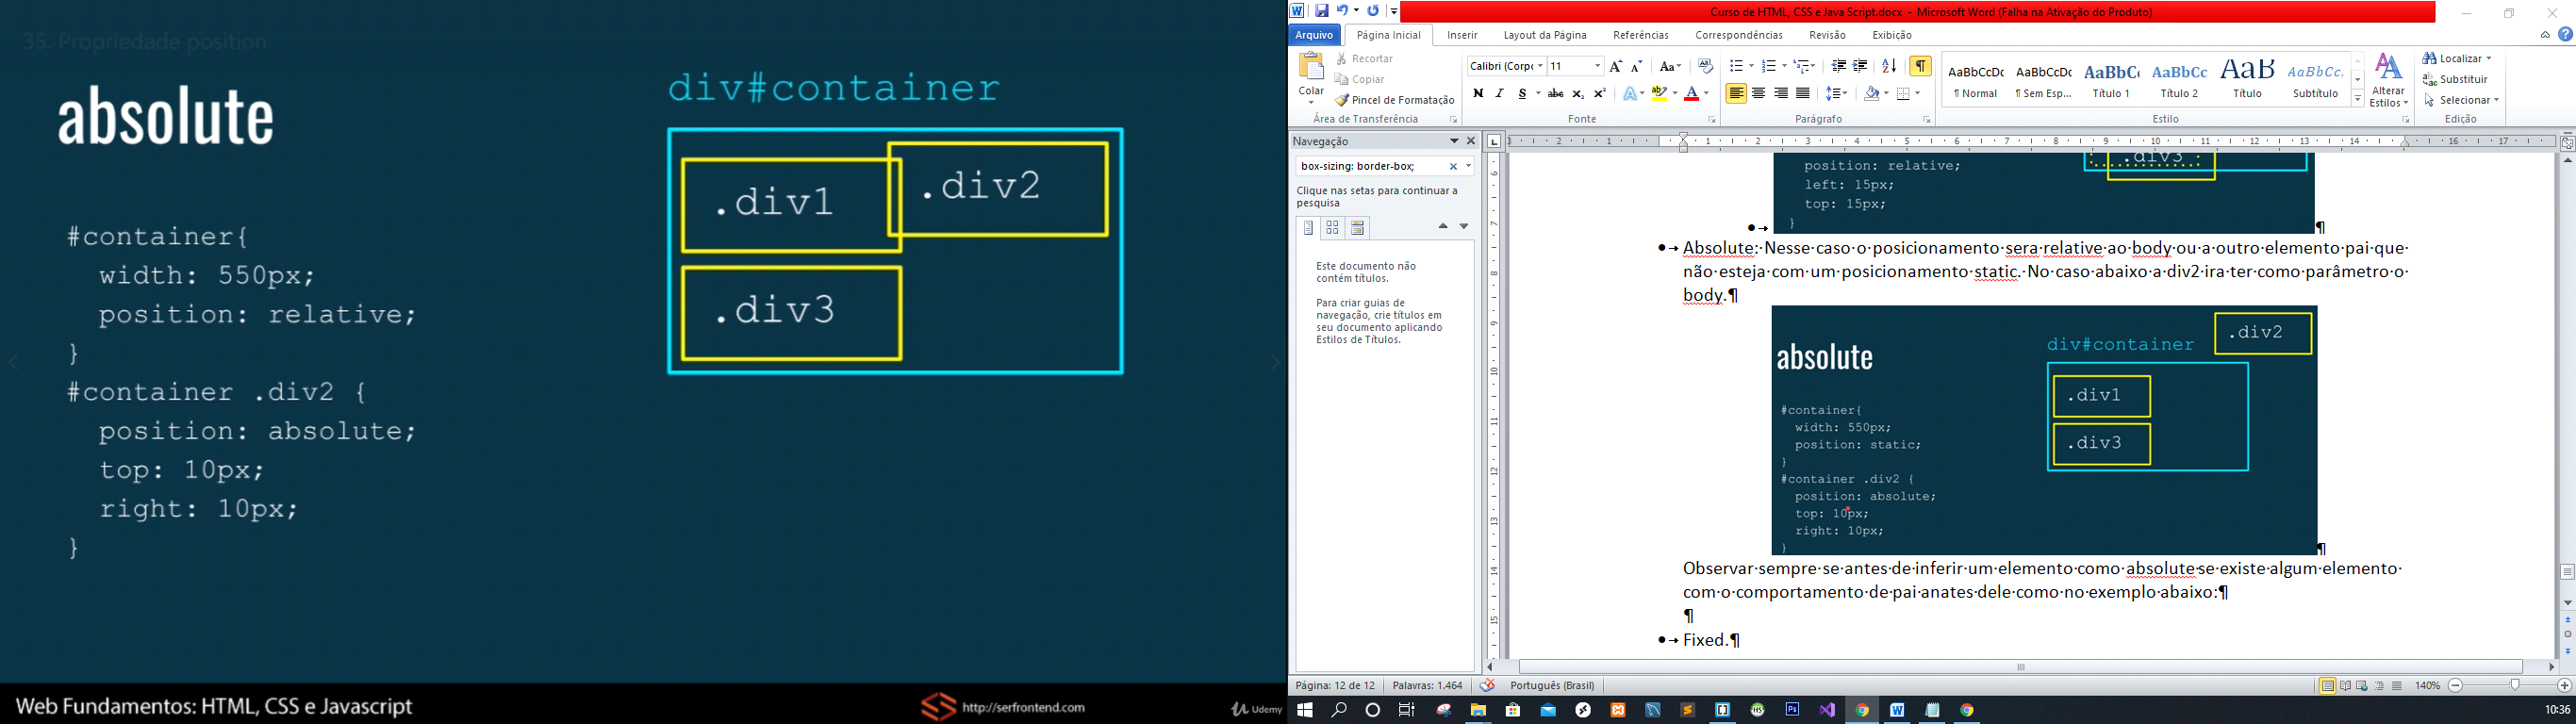 35. Propriedade position
absolute
#container{
width: 550px;
position: relative;
}
#container .div2 {
position: absolute;
top: 10px;
right: 10px;
}
div#container
.div1
.div2
.div3
Web Fundamentos: HTML, CSS e Javascript
http://serfrontend.com
Udemy
Curso de HTML, CSS e Java Script.docx - Microsoft Word (Falha na Ativação do Produto)
Arquivo
Página Inicial
Inserir
Layout da Página
Referências
Correspondências
Revisão
Exibição
Colar
Recortar
Copiar
Pincel de Formatação
Área de Transferência
Calibri (Corpo
11
Fonte
Parágrafo
AaBbCcDc
¶ Normal
AaBbCcDc
¶ Sem Esp...
AaBbC
Título 1
AaBbCc
Título 2
AaB
Título
AaBbCc.
Subtítulo
Alterar
Estilos
Estilo
Localizar
Substituir
Selecionar
Edição
Navegação
box-sizing: border-box;
Clique nas setas para continuar a
pesquisa
Este documento não
contém títulos.
Para criar guias de
navegação, crie títulos em
seu documento aplicando
Estilos de Títulos.
position: relative;
left: 15px;
top: 15px;
}
.div3
¶
Absolute: Nesse caso o posicionamento sera relative ao body ou a outro elemento pai que
não esteja com um posicionamento static. No caso abaixo a div2 ira ter como parâmetro o
body.¶
absolute
#container{
width: 550px;
position: static;
}
#container .div2 {
position: absolute;
top: 10px;
right: 10px;
}
div#container
.div2
.div1
.div3
¶
Observar sempre se antes de inferir um elemento como absolute se existe algum elemento
com o comportamento de pai anates dele como no exemplo abaixo:¶
¶
Fixed.¶
Página: 12 de 12
Palavras: 1.464
Português (Brasil)
140%
10:36